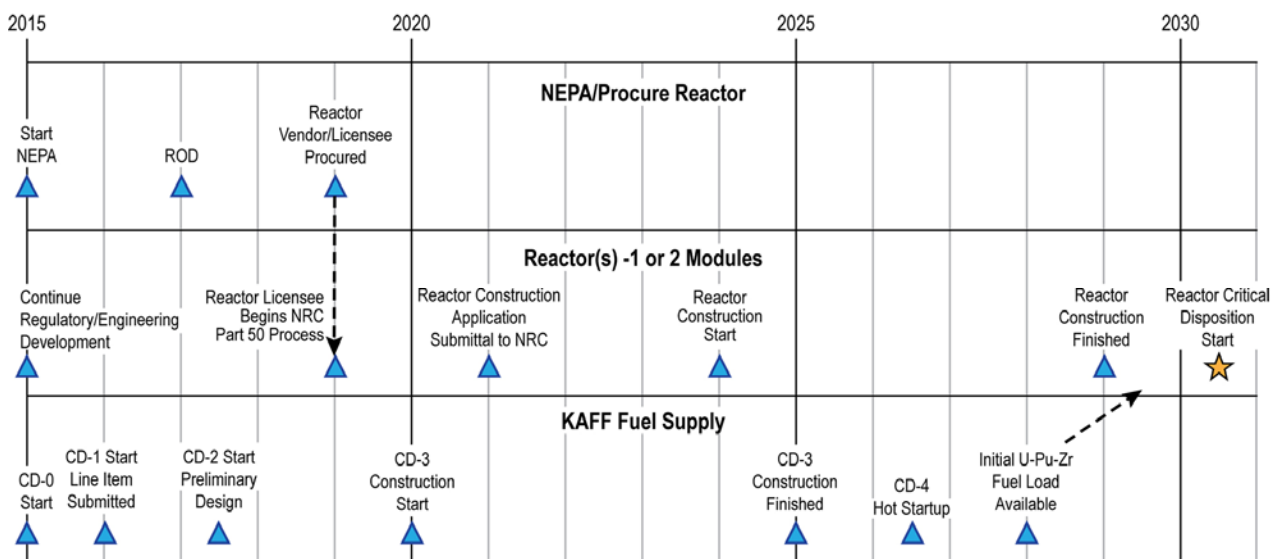 2015
2020
2025
2030
NEPA/Procure Reactor
Start
NEPA
ROD
Reactor
Vendor/Licensee
Procured
Reactor(s) -1 or 2 Modules
Continue
Regulatory/Engineering
Development
Reactor Licensee
Begins NRC
Part 50 Process
Reactor Construction
Application
Submittal to NRC
Reactor
Construction
Start
Reactor
Construction
Finished
Reactor Critical
Disposition
Start
KAFF Fuel Supply
CD-0
Start
CD-1 Start
Line Item
Submitted
CD-2 Start
Preliminary
Design
CD-3
Construction
Start
CD-3
Construction
Finished
CD-4
Hot Startup
Initial U-Pu-Zr
Fuel Load
Available